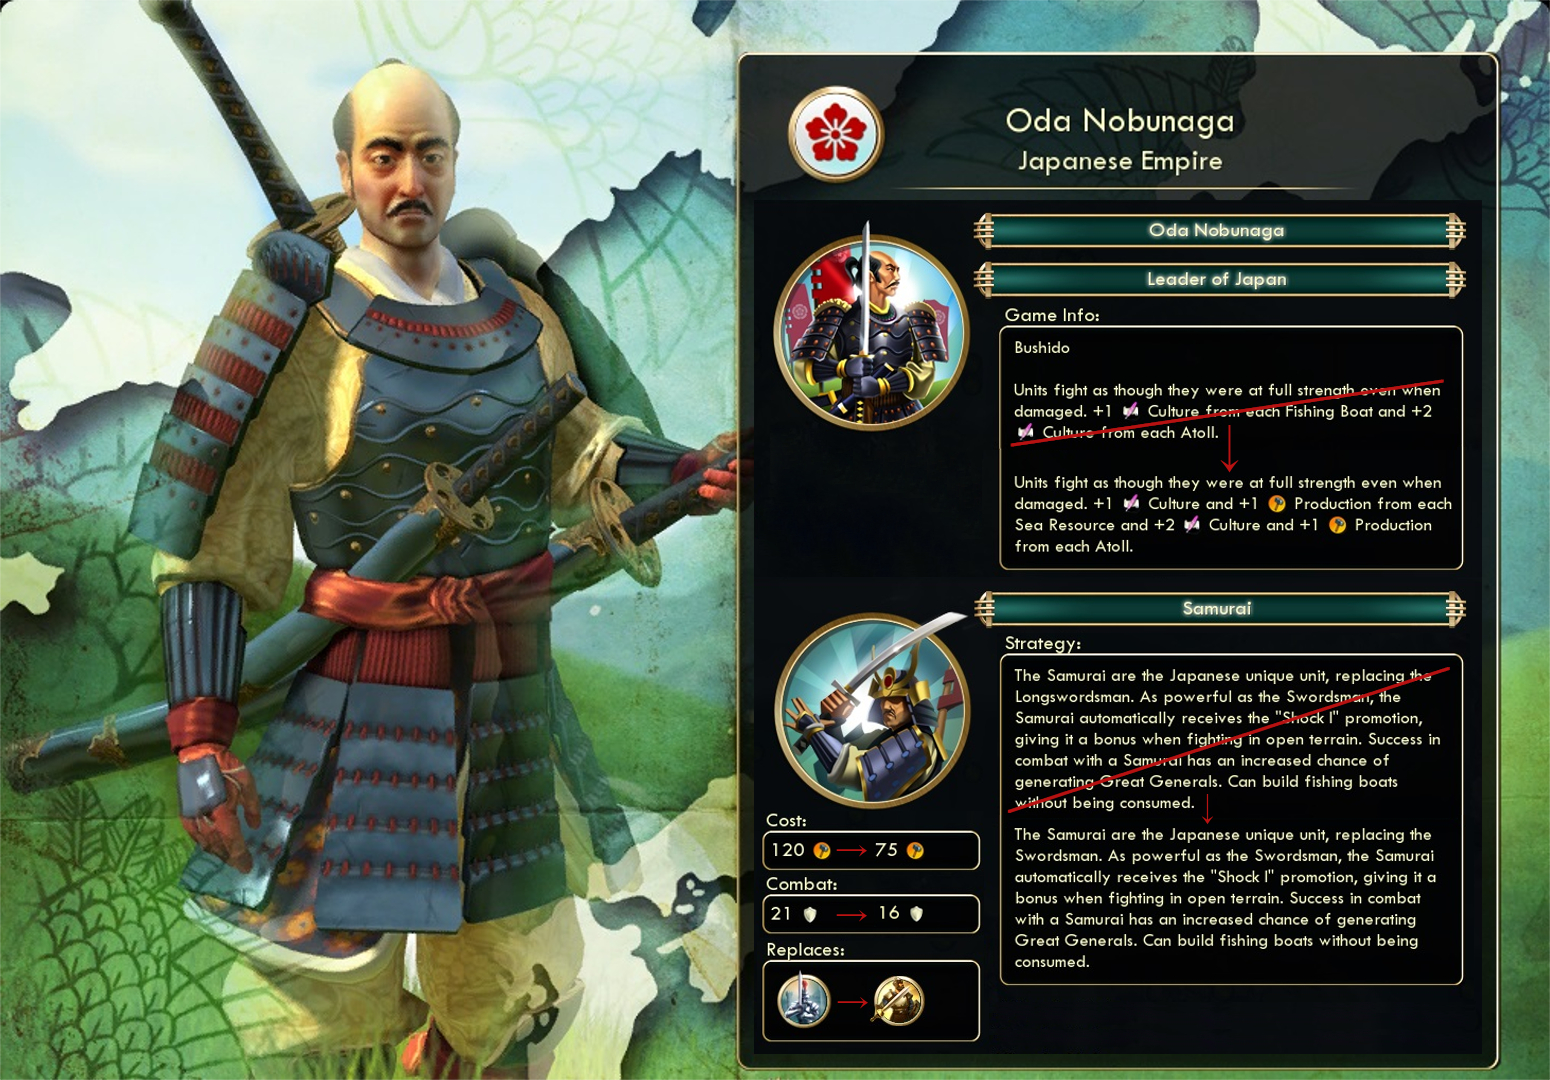 Oda Nobunaga
Japanese Empire
Oda Nobunaga
Leader of Japan
Game Info:
Bushido
Units fight as though they were at full strength even when
damaged. +1 Culture from each Fishing Boat and +2
Culture from each Atoll.
Units fight as though they were at full strength even when
damaged. +1 Culture and +1 Production from each
Sea Resource and +2 Culture and +1 Production
from each Atoll.
Samurai
Strategy:
The Samurai are the Japanese unique unit, replacing the
Longswordsman. As powerful as the Swordsman, the
Samurai automatically receives the "Shock I" promotion,
giving it a bonus when fighting in open terrain. Success in
combat with a Samurai has an increased chance of
generating Great Generals. Can build fishing boats
without being consumed.
The Samurai are the Japanese unique unit, replacing the
Swordsman. As powerful as the Swordsman, the Samurai
automatically receives the "Shock I" promotion, giving it a
bonus when fighting in open terrain. Success in combat
with a Samurai has an increased chance of generating
Great Generals. Can build fishing boats without being
consumed.
Cost:
120 → 75
Combat:
21 → 16
Replaces: